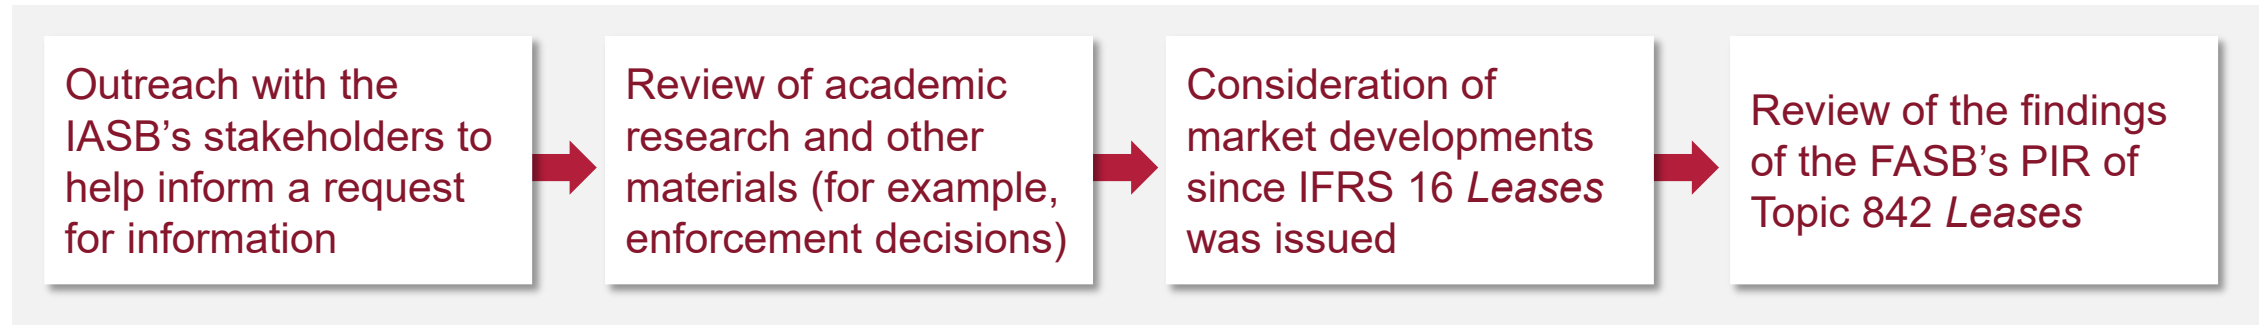 Outreach with the
IASB’s stakeholders to
help inform a request
for information
Review of academic
research and other
materials (for example,
enforcement decisions)
Consideration of
market developments
since IFRS 16 Leases
was issued
Review of the findings
of the FASB’s PIR of
Topic 842 Leases